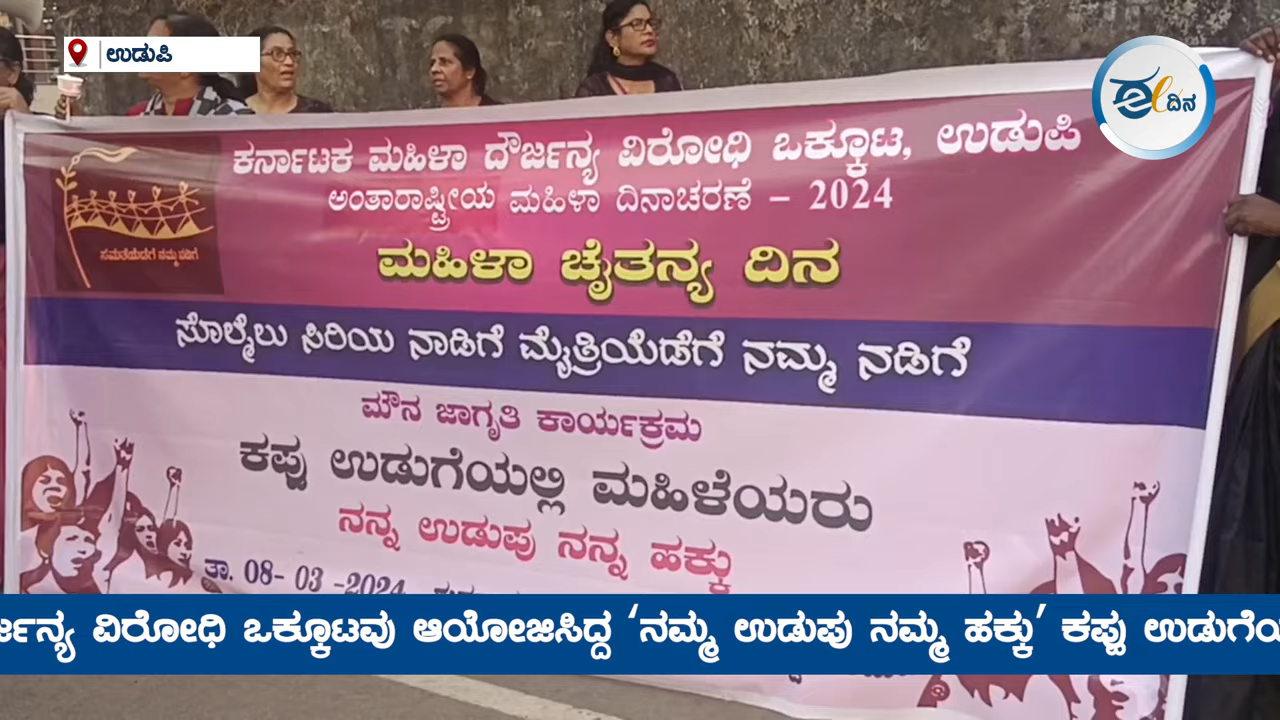 ಉಡುಪಿ
ಈ eದಿನ
ಕರ್ನಾಟಕ ಮಹಿಳಾ ದೌರ್ಜನ್ಯ ವಿರೋಧಿ ಒಕ್ಕೂಟ, ಉಡುಪಿ
ಅಂತಾರಾಷ್ಟ್ರೀಯ ಮಹಿಳಾ ದಿನಾಚರಣೆ – 2024
ಸಮತೆಯೆಡೆಗೆ ನಮ್ಮ ನಡಿಗೆ
ಮಹಿಳಾ ಚೈತನ್ಯ ದಿನ
ಸೊಲ್ಮೆಲು ಸಿರಿಯ ನಾಡಿಗೆ ಮೈತ್ರಿಯೆಡೆಗೆ ನಮ್ಮ ನಡಿಗೆ
ಮೌನ ಜಾಗೃತಿ ಕಾರ್ಯಕ್ರಮ
ಕಪ್ಪು ಉಡುಗೆಯಲ್ಲಿ ಮಹಿಳೆಯರು
ನನ್ನ ಉಡುಪು ನನ್ನ ಹಕ್ಕು
ತಾ. 08- 03 -2024
ರ್ಜನ್ಯ ವಿರೋಧಿ ಒಕ್ಕೂಟವು ಆಯೋಜಿಸಿದ್ದ ‘ನಮ್ಮ ಉಡುಪು ನಮ್ಮ ಹಕ್ಕು’ ಕಪ್ಪು ಉಡುಗೆಯ